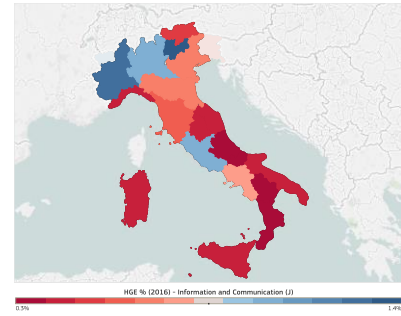 HGE % (2016) - Information and Communication (J)
0.5% 1.4%